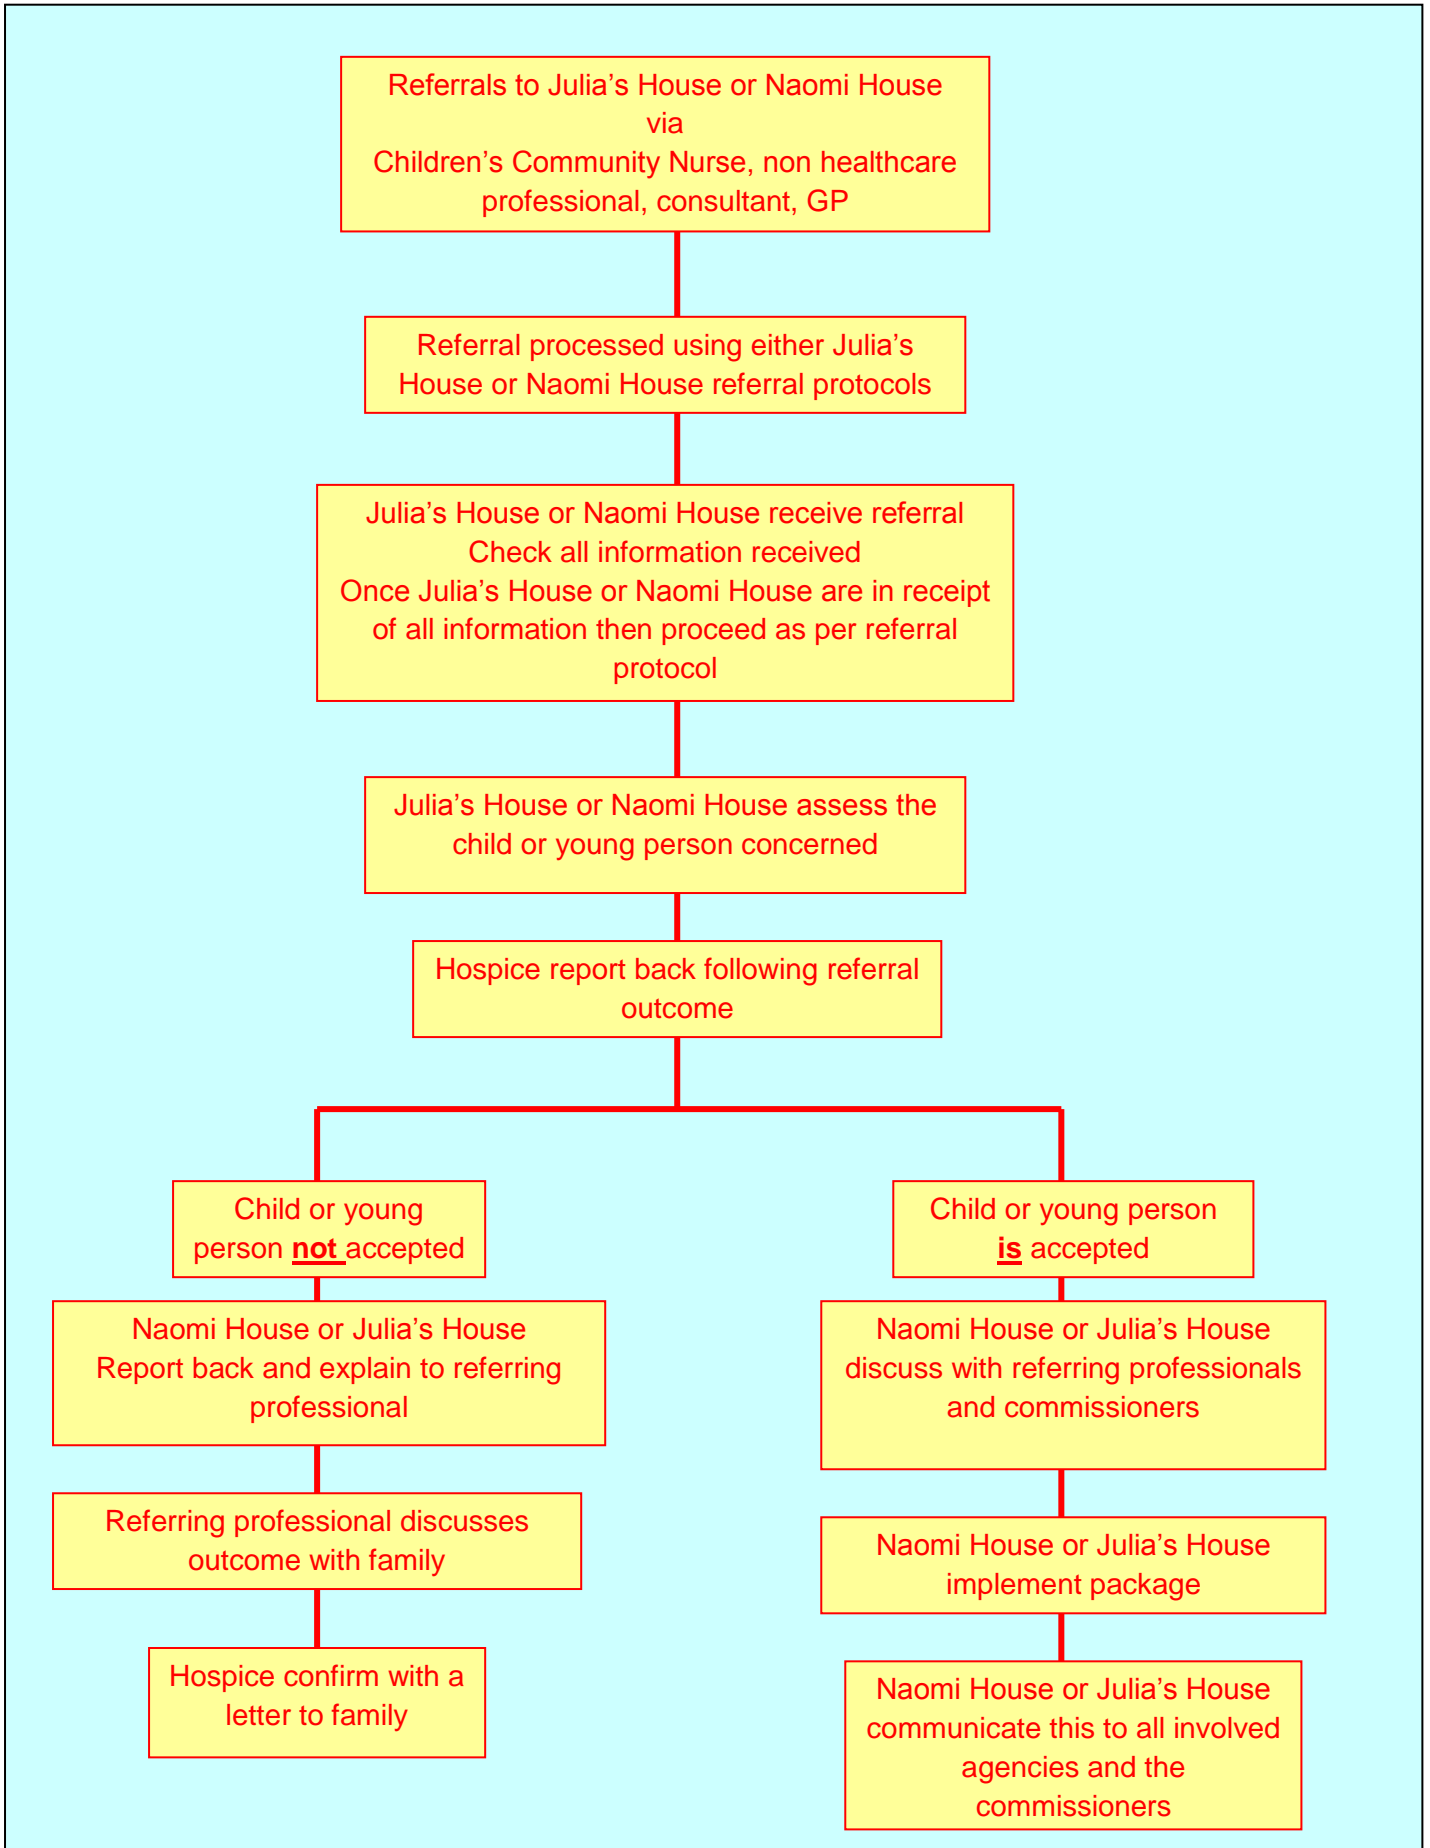 Referrals to Julia’s House or Naomi House
via
Children’s Community Nurse, non healthcare
professional, consultant, GP
Referral processed using either Julia’s
House or Naomi House referral protocols
Julia’s House or Naomi House receive referral
Check all information received
Once Julia’s House or Naomi House are in receipt
of all information then proceed as per referral
protocol
Julia’s House or Naomi House assess the
child or young person concerned
Hospice report back following referral
outcome
Child or young
person not accepted
Naomi House or Julia’s House
Report back and explain to referring
professional
Referring professional discusses
outcome with family
Hospice confirm with a
letter to family
Child or young person
is accepted
Naomi House or Julia’s House
discuss with referring professionals
and commissioners
Naomi House or Julia’s House
implement package
Naomi House or Julia’s House
communicate this to all involved
agencies and the
commissioners